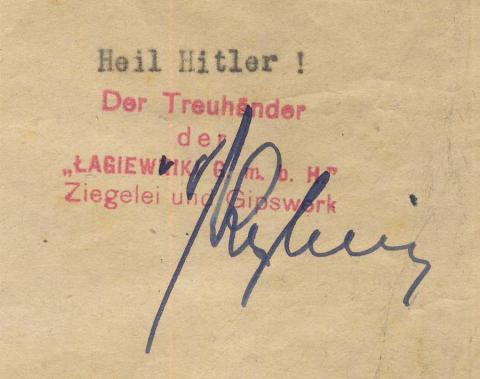 Heil Hitler !
Der Treuhänder
der
„ŁAGIEWNIKI G. m. b. H."
Ziegelei und Gipswerk